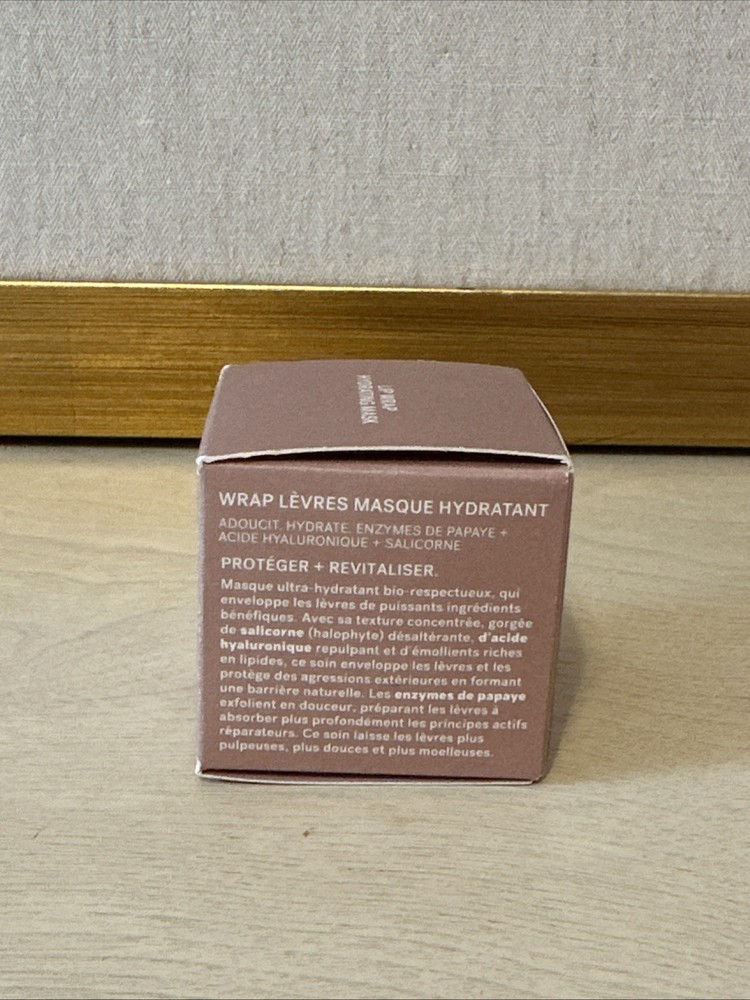 LIP WRAP
HYDRATING MASK
WRAP LÈVRES MASQUE HYDRATANT
ADOUCIT. HYDRATE. ENZYMES DE PAPAYE +
ACIDE HYALURONIQUE + SALICORNE
PROTÉGER + REVITALISER.
Masque ultra-hydratant bio-respectueux, qui
enveloppe les lèvres de puissants ingrédients
bénéfiques. Avec sa texture concentrée, gorgée
de salicorne (halophyte) désaltérante, d'acide
hyaluronique repulpant et d'émollients riches
en lipides, ce soin enveloppe les lèvres et les
protège des agressions extérieures en formant
une barrière naturelle. Les enzymes de papaye
exfolient en douceur, préparant les lèvres à
absorber plus profondément les principes actifs
réparateurs. Ce soin laisse les lèvres plus
pulpeuses, plus douces et plus moelleuses.